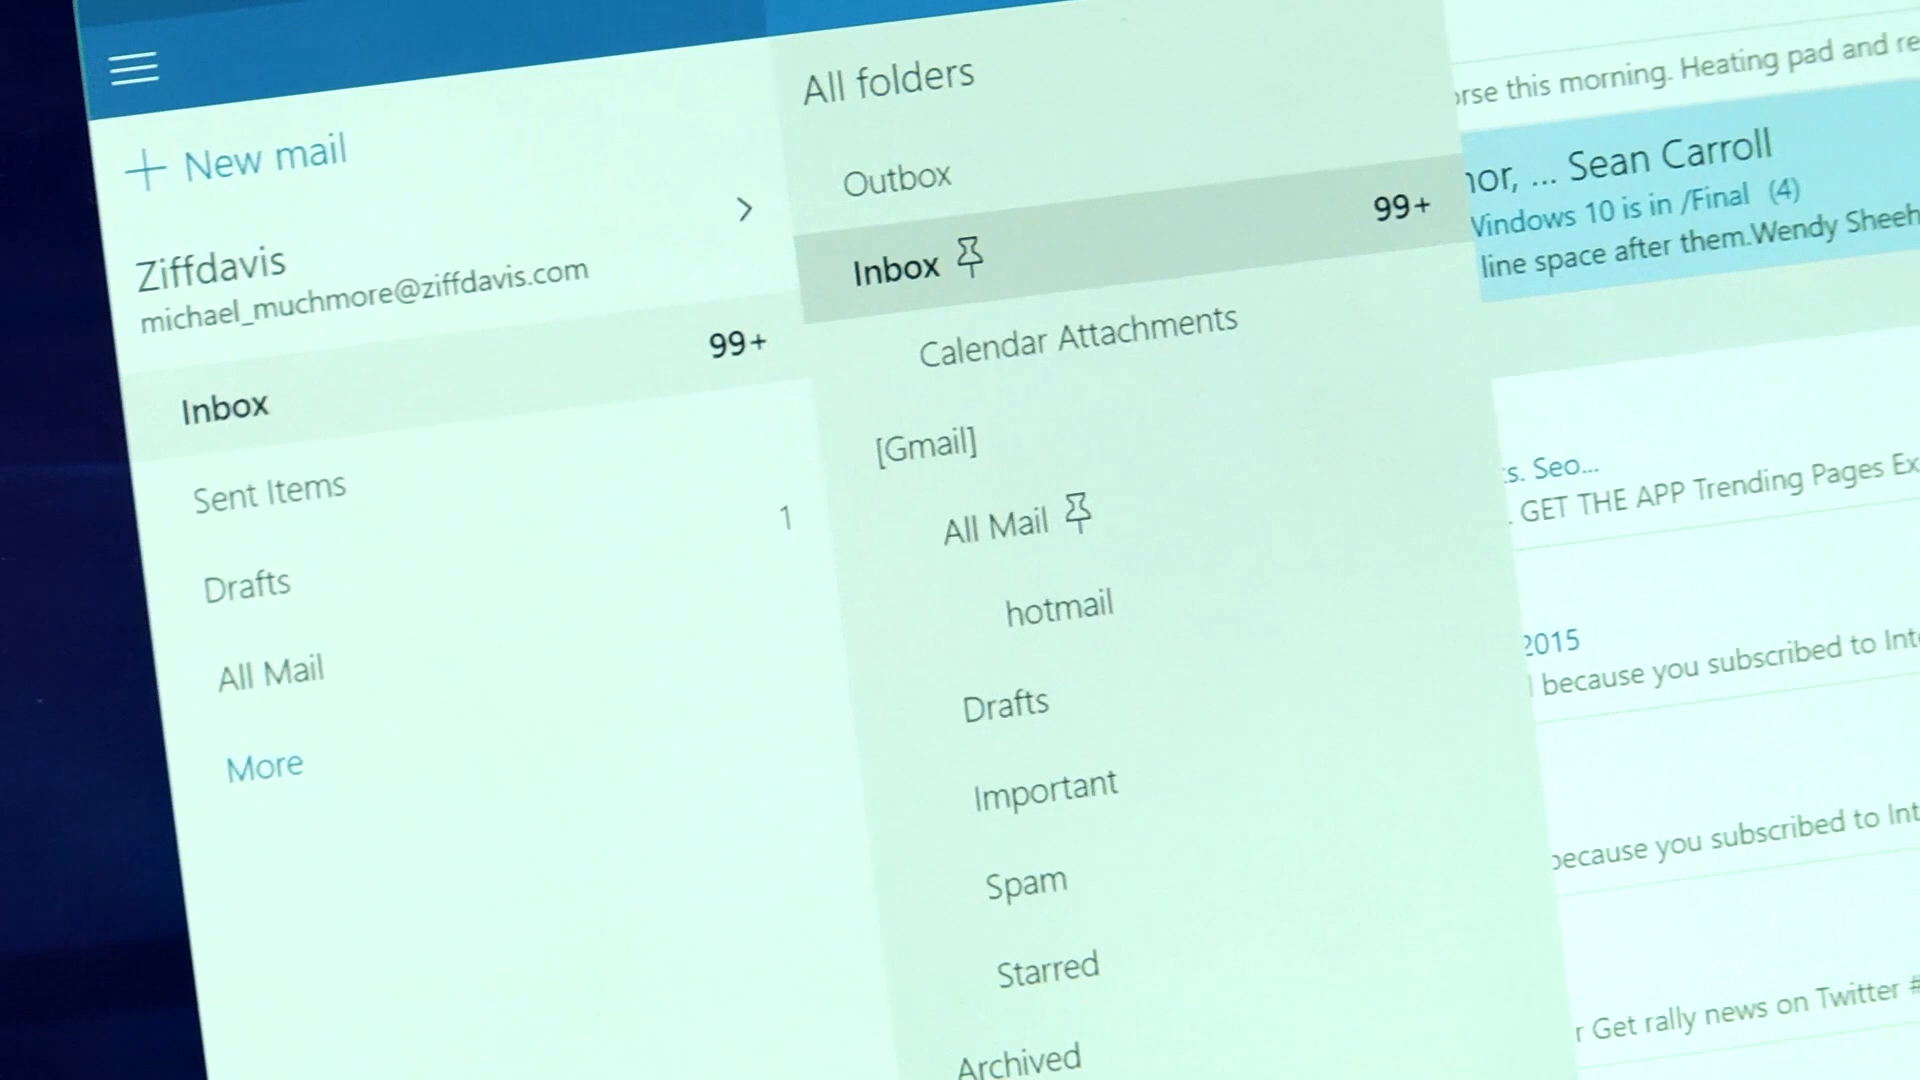 New mail
Ziffdavis
michael_muchmore@ziffdavis.com
Inbox 99+
Sent Items
Drafts 1
All Mail
More
All folders
Outbox
Inbox 99+
Calendar Attachments
[Gmail]
All Mail
hotmail
Drafts
Important
Spam
Starred
Archived
this morning. Heating pad and
... Sean Carroll
Windows 10 is in /Final (4)
line space after them.Wendy
s. Seo...
. GET THE APP Trending Pages
2015
because you subscribed to
because you subscribed to
Get rally news on Twitter #